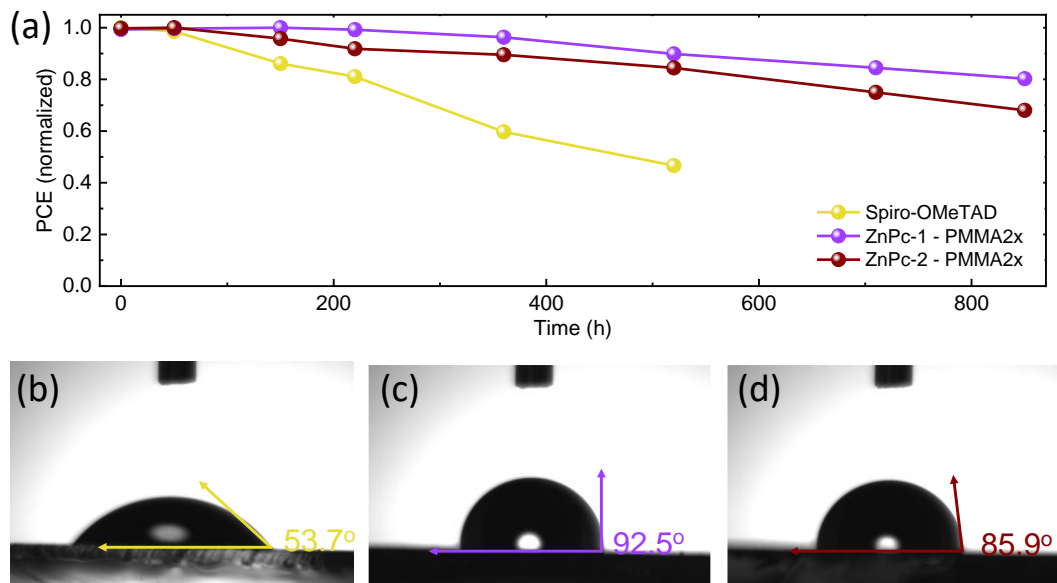 (a)
PCE (normalized)
1.0
0.8
0.6
0.4
0.2
0.0
Spiro-OMeTAD
ZnPc-1 - PMMA2x
ZnPc-2 - PMMA2x
0
200
400
600
800
Time (h)
(b)
53.7º
(c)
92.5º
(d)
85.9º